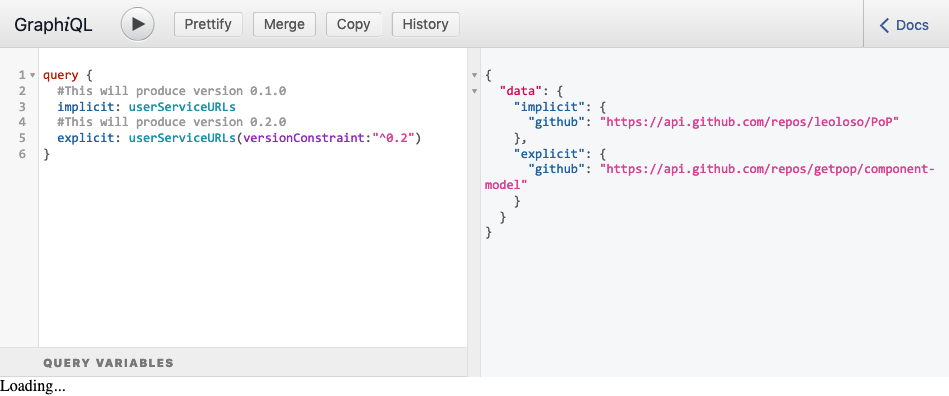 GraphiQL
Prettify
Merge
Copy
History
Docs
1 query {
2 #This will produce version 0.1.0
3 implicit: userServiceURLs
4 #This will produce version 0.2.0
5 explicit: userServiceURLs(versionConstraint:"^0.2")
6 }
{
"data": {
"implicit": {
"github": "https://api.github.com/repos/leoloso/PoP"
},
"explicit": {
"github": "https://api.github.com/repos/getpop/component-
model"
}
}
}
QUERY VARIABLES
Loading...